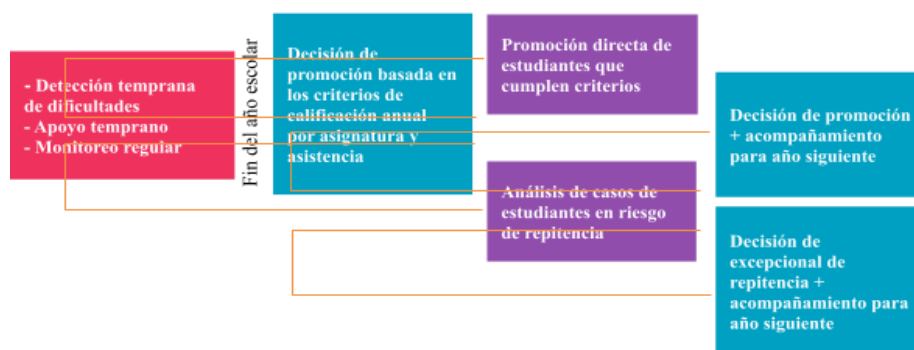 - Detección temprana
de dificultades
- Apoyo temprano
- Monitoreo regular
Fin del año escolar
Decisión de
promoción basada en
los criterios de
calificación anual
por asignatura y
asistencia
Promoción directa de
estudiantes que
cumplen criterios
Análisis de casos de
estudiantes en riesgo
de repitencia
Decisión de promoción
+ acompañamiento
para año siguiente
Decisión de
excepcional de
repitencia +
acompañamiento para
año siguiente